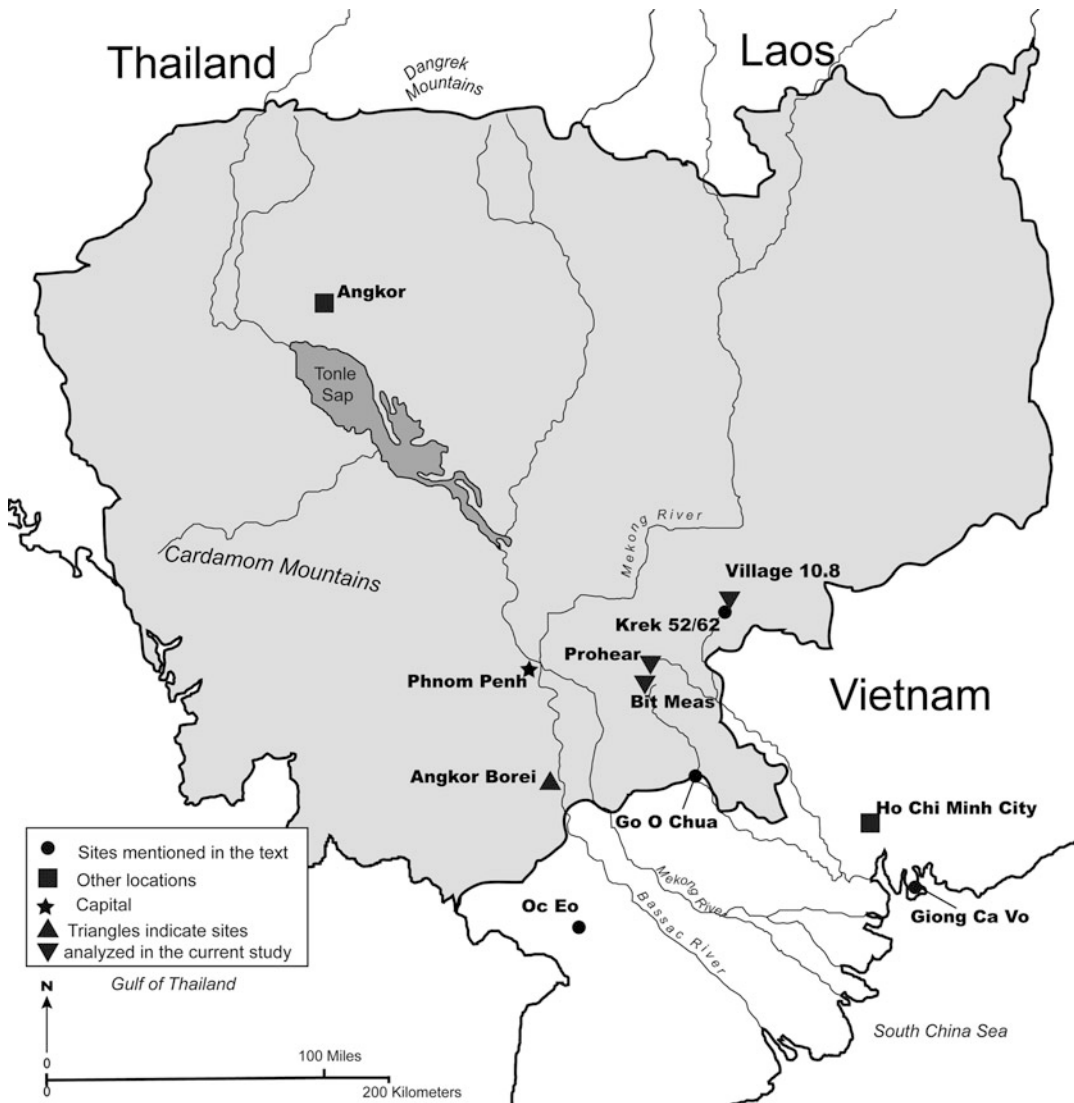 Thailand
Laos
Dangrek
Mountains
Angkor
Tonle
Sap
Mekong River
Cardamom Mountains
Village 10.8
Krek 52/62
Prohear
Phnom Penh
Bit Meas
Vietnam
Angkor Borei
Go O Chua
Ho Chi Minh City
Sites mentioned in the text
Other locations
Capital
Triangles indicate sites
analyzed in the current study
Oc Eo
Mekong River
Bassac River
Giong Ca Vo
Gulf of Thailand
N
South China Sea
0
100 Miles
0
200 Kilometers